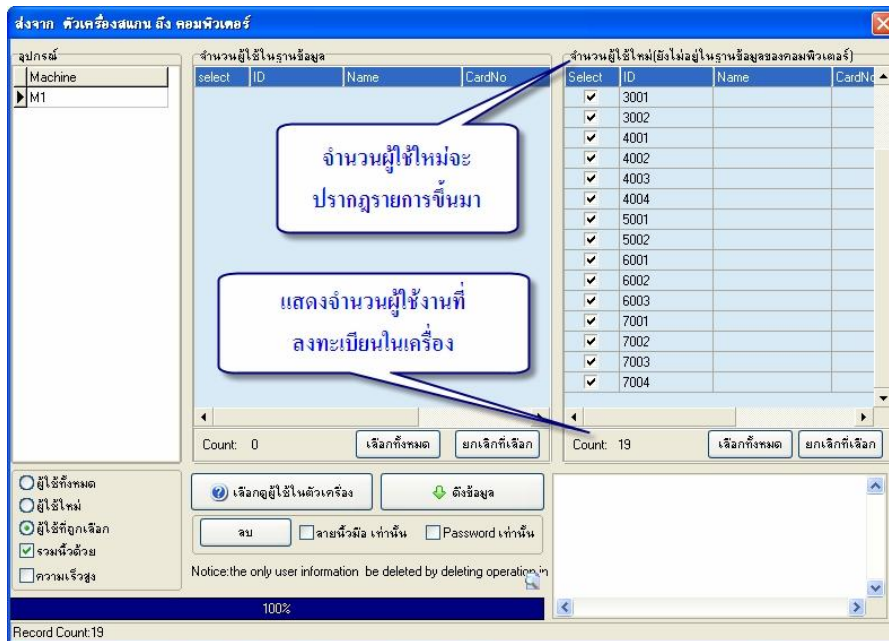 ส่งจาก ตัวเครื่องสแกน ถึง คอมพิวเตอร์
อุปกรณ์
Machine
M1
จำนวนผู้ใช้ในฐานข้อมูล
select ID Name CardNo
จำนวนผู้ใช้ใหม่(ยังไม่อยู่ในฐานข้อมูลของคอมพิวเตอร์)
Select ID Name CardNo
3001
3002
4001
4002
4003
4004
5001
5002
6001
6002
6003
7001
7002
7003
7004
จำนวนผู้ใช้ใหม่จะ
ปรากฎรายการขึ้นมา
แสดงจำนวนผู้ใช้งานที่
ลงทะเบียนในเครื่อง
Count: 0 เลือกทั้งหมด ยกเลิกที่เลือก
Count: 19 เลือกทั้งหมด ยกเลิกที่เลือก
ผู้ใช้ทั้งหมด
ผู้ใช้ใหม่
ผู้ใช้ที่ถูกเลือก
รวมนิ้วด้วย
ความเร็วสูง
เลือกดูผู้ใช้ในตัวเครื่อง ดึงข้อมูล
ลบ ลายนิ้วมือ เท่านั้น Password เท่านั้น
Notice:the only user information be deleted by deleting operation in
100%
Record Count:19